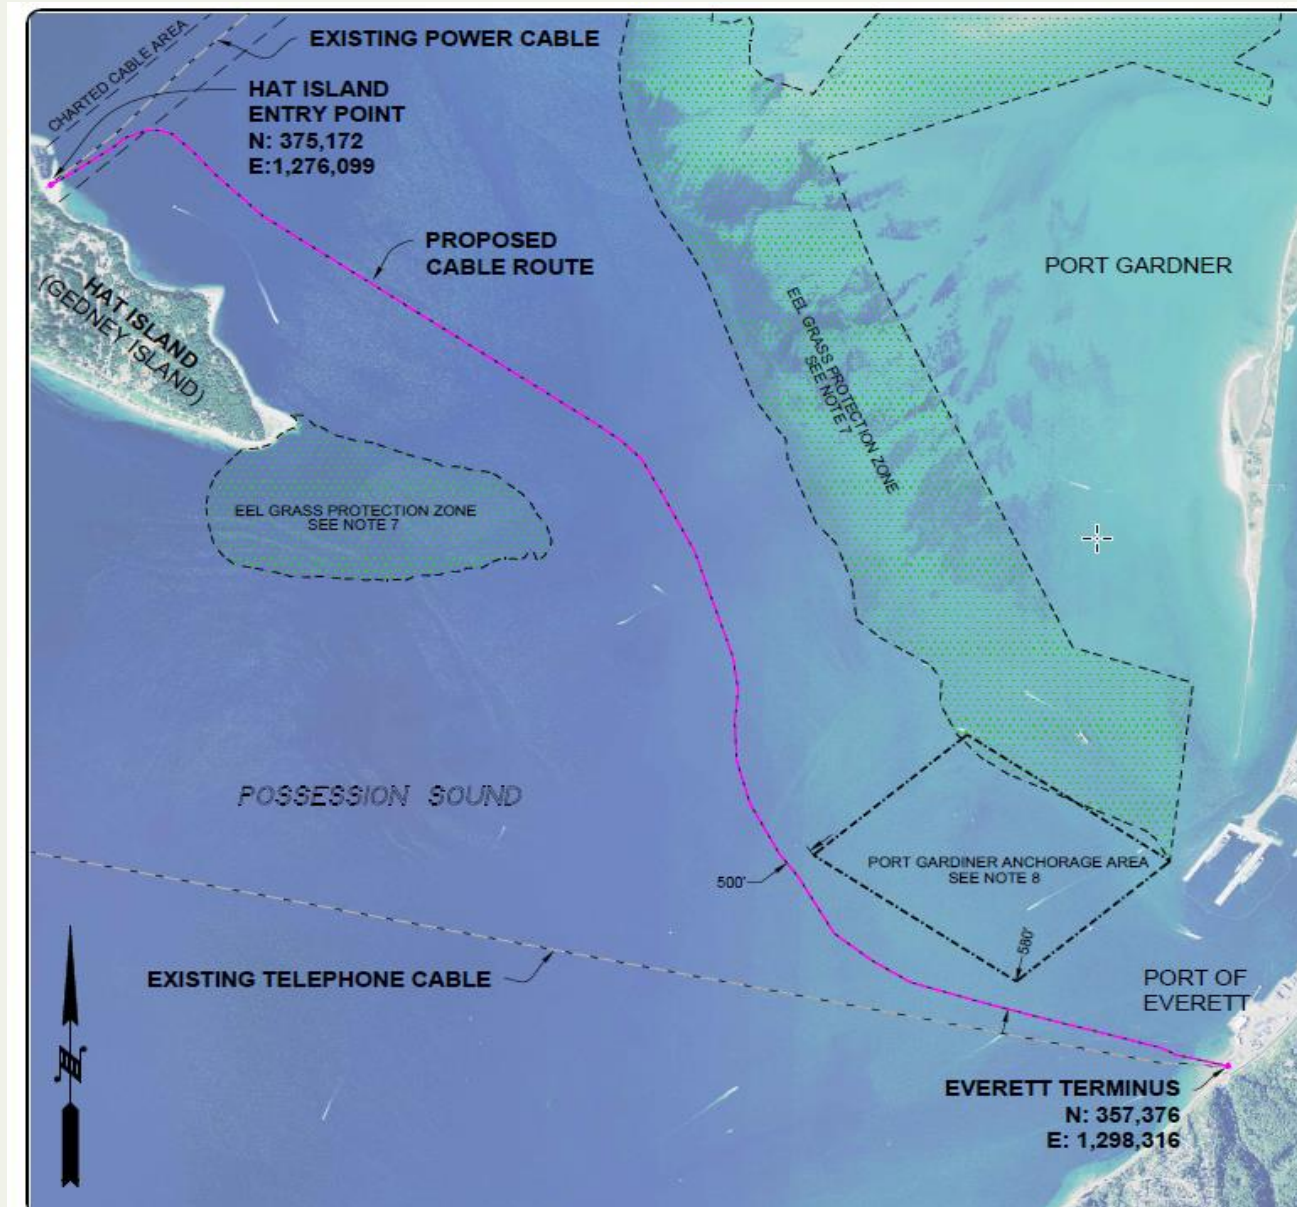 CHARTED CABLE AREA
EXISTING POWER CABLE
HAT ISLAND
ENTRY POINT
N: 375,172
E:1,276,099
PROPOSED
CABLE ROUTE
PORT GARDNER
HAT ISLAND
(GEDNEY ISLAND)
EEL GRASS PROTECTION ZONE
SEE NOTE 7
EEL GRASS PROTECTION ZONE
SEE NOTE 7
POSSESSION SOUND
PORT GARDINER ANCHORAGE AREA
SEE NOTE 8
500'
580'
EXISTING TELEPHONE CABLE
PORT OF
EVERETT
N
EVERETT TERMINUS
N: 357,376
E: 1,298,316